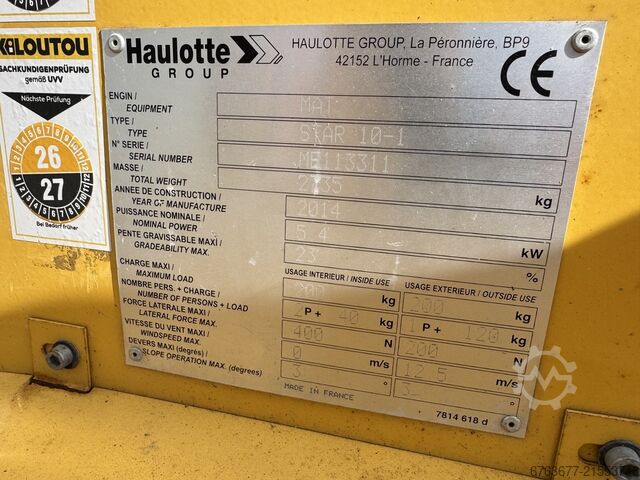 KILOUTOU
SACHKUNDIGENPRÜFUNG
gemäß UVV
Nächste Prüfung
26
27
Bei Bedarf früher
Haulotte
GROUP
HAULOTTE GROUP, La Péronnière, BP9
42152 L'Horme - France
CE
ENGIN / EQUIPMENT MAT
TYPE / TYPE STAR 10-1
N° SERIE / SERIAL NUMBER ME113311
MASSE / TOTAL WEIGHT 2735 kg
ANNEE DE CONSTRUCTION / YEAR OF MANUFACTURE 2014
PUISSANCE NOMINALE / NOMINAL POWER 5.4 kW
PENTE GRAVISSABLE MAXI / GRADEABILITY MAX. 23 %
USAGE INTERIEUR / INSIDE USE USAGE EXTERIEUR / OUTSIDE USE
CHARGE MAXI / MAXIMUM LOAD kg 200 kg
NOMBRE PERS. + CHARGE / NUMBER OF PERSONS + LOAD 2 P + 40 kg 1 P + 120 kg
FORCE LATERALE MAXI / LATERAL FORCE MAX. 400 N 200 N
VITESSE DU VENT MAXI / WINDSPEED MAX. 0 m/s 12.5 m/s
DEVERS MAXI (degrés) / SLOPE OPERATION MAX. (degrees) 3° 3°
MADE IN FRANCE
7814 618 d